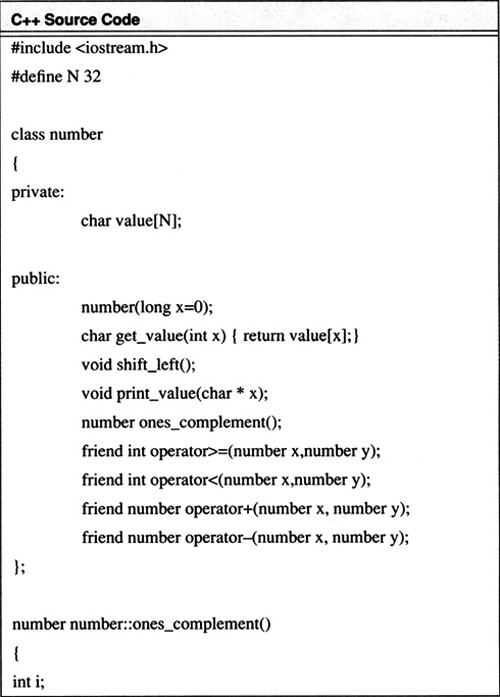 C++ Source Code
#include <iostream.h>
#define N 32
class number
{
private:
char value[N];
public:
number(long x=0);
char get_value(int x) { return value[x];}
void shift_left();
void print_value(char * x);
number ones_complement();
friend int operator>=(number x,number y);
friend int operator<(number x,number y);
friend number operator+(number x, number y);
friend number operator–(number x, number y);
};
number number::ones_complement()
{
int i;